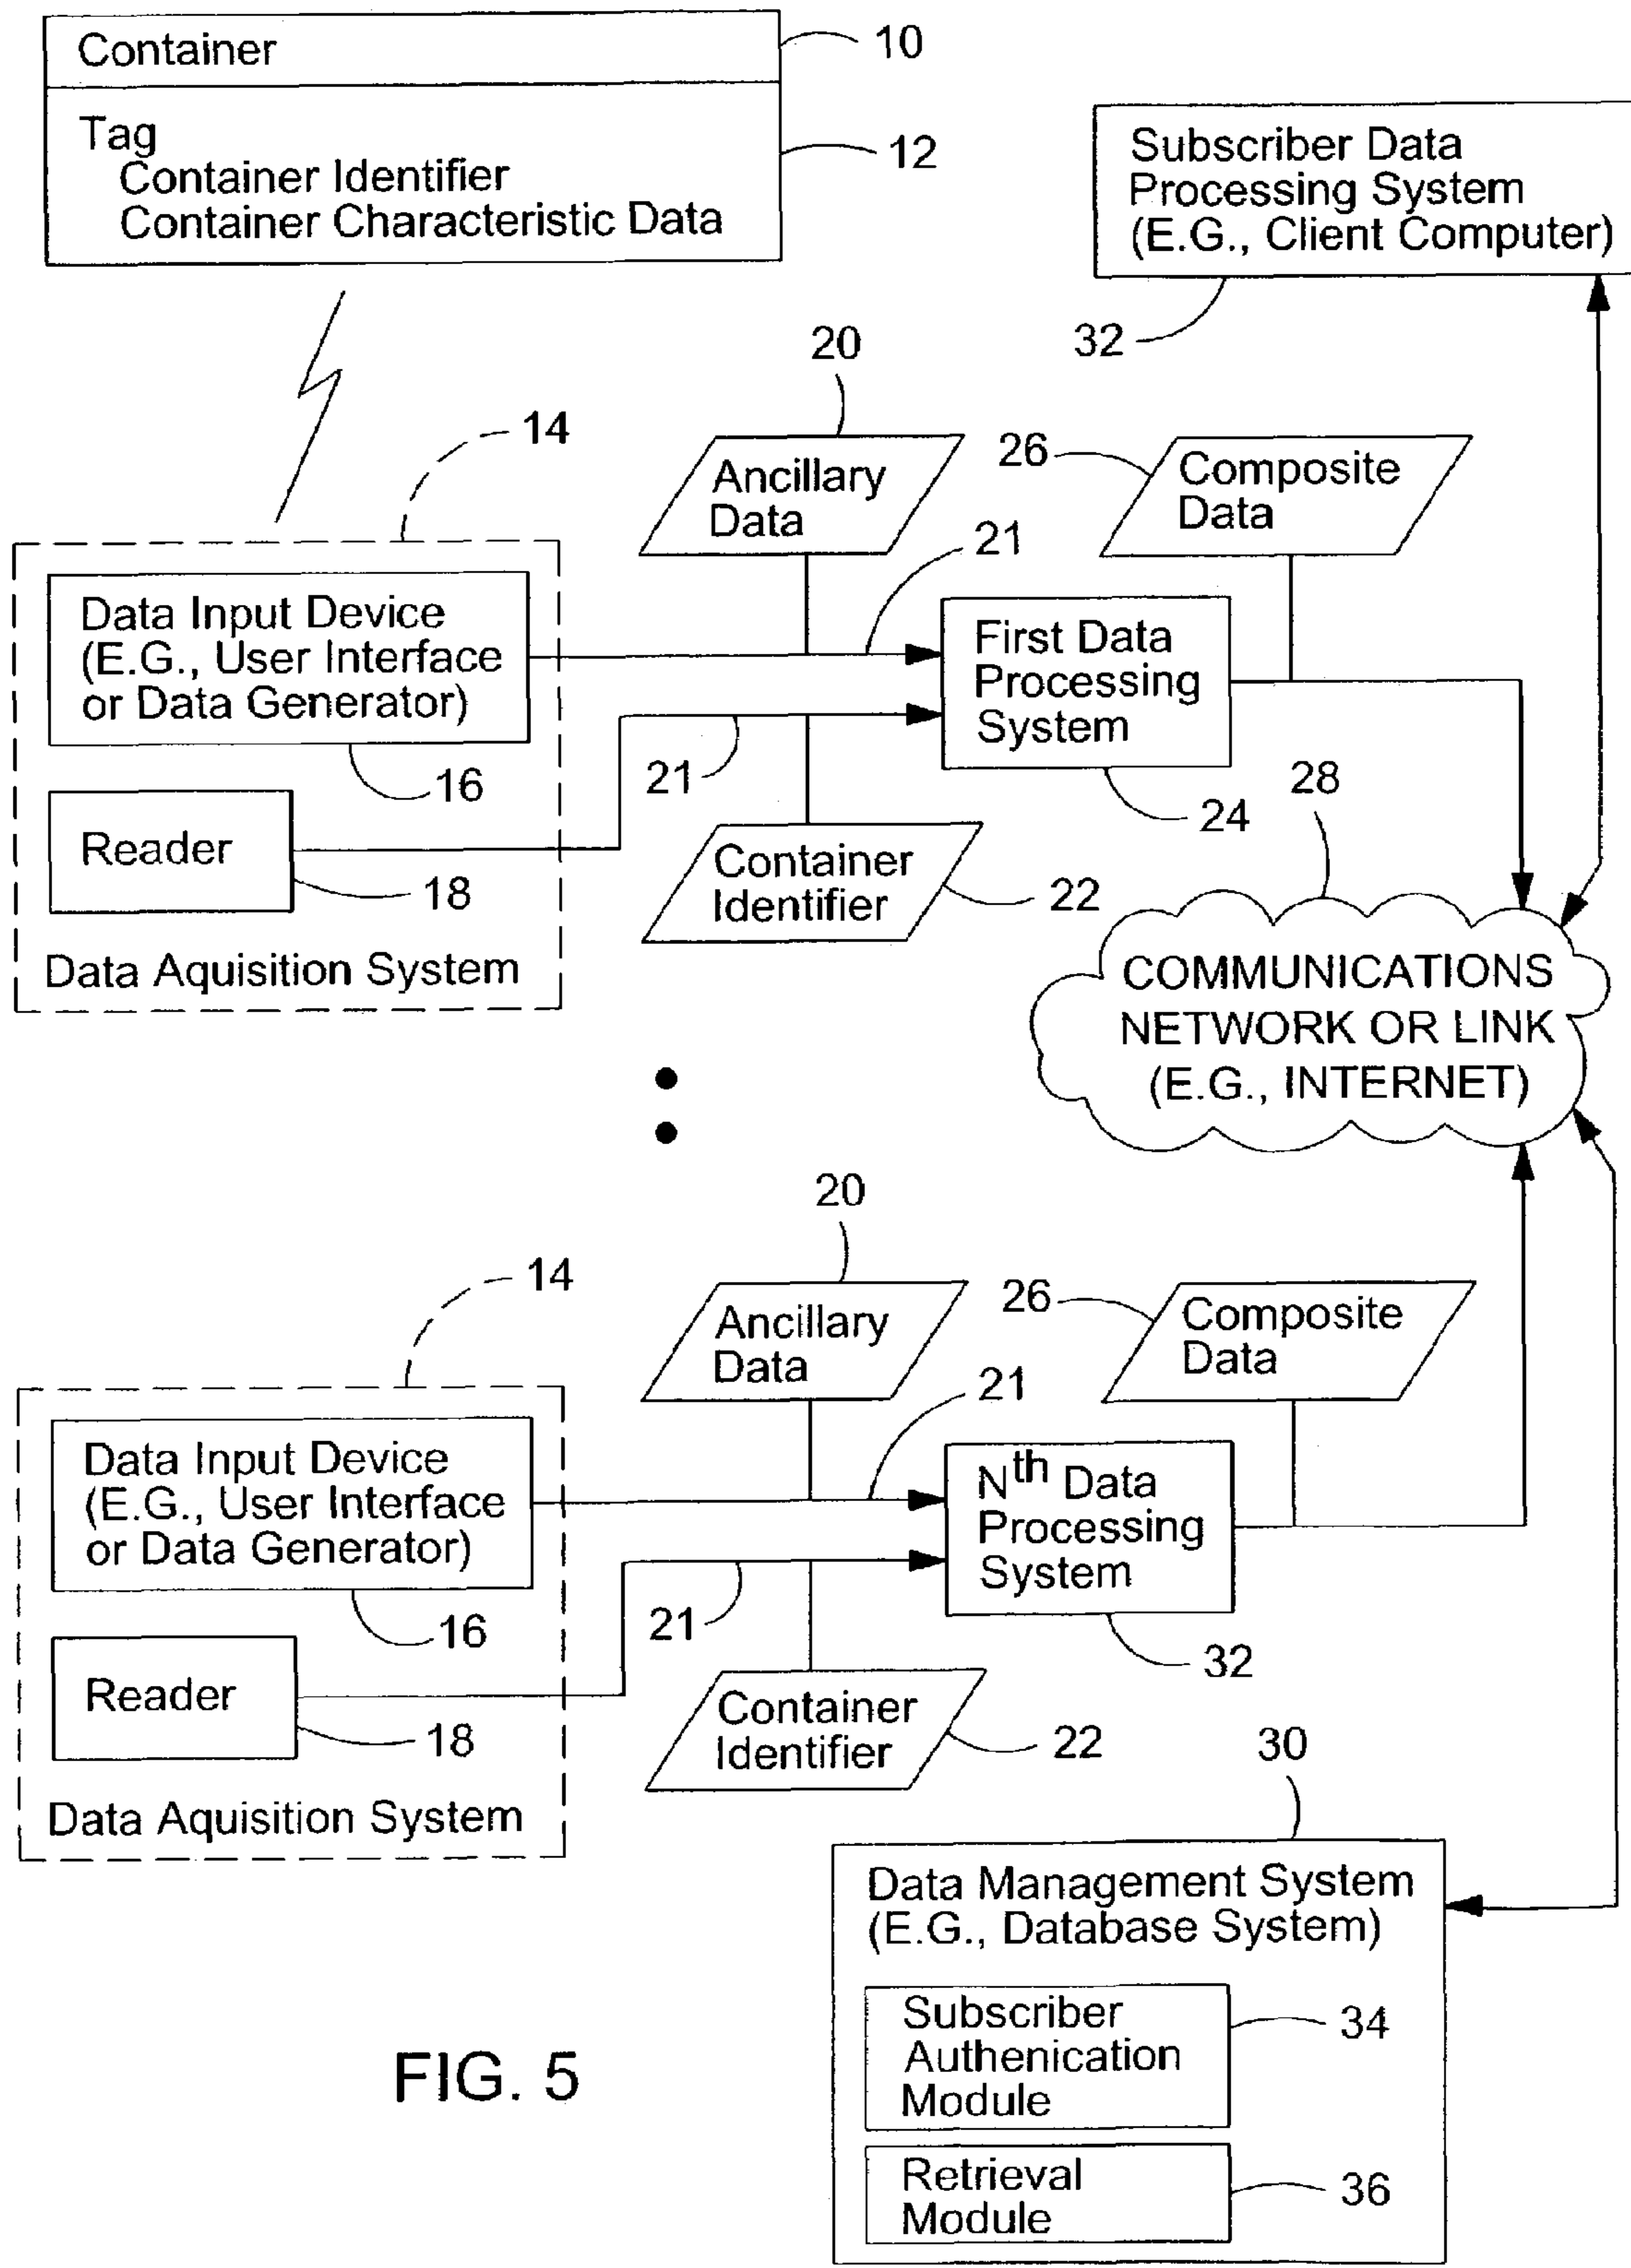 Container
10
Tag
Container Identifier
Container Characteristic Data
12
Subscriber Data
Processing System
(E.G., Client Computer)
32
20
14
Ancillary
Data
26
Composite
Data
21
Data Input Device
(E.G., User Interface
or Data Generator)
16
First Data
Processing
System
24
21
28
Reader
18
Container
Identifier
22
Data Aquisition System
COMMUNICATIONS
NETWORK OR LINK
(E.G., INTERNET)
20
14
Ancillary
Data
26
Composite
Data
21
Data Input Device
(E.G., User Interface
or Data Generator)
16
Nth Data
Processing
System
32
21
Reader
18
Container
Identifier
22
Data Aquisition System
30
Data Management System
(E.G., Database System)
Subscriber
Authenication
Module
34
Retrieval
Module
36
FIG. 5